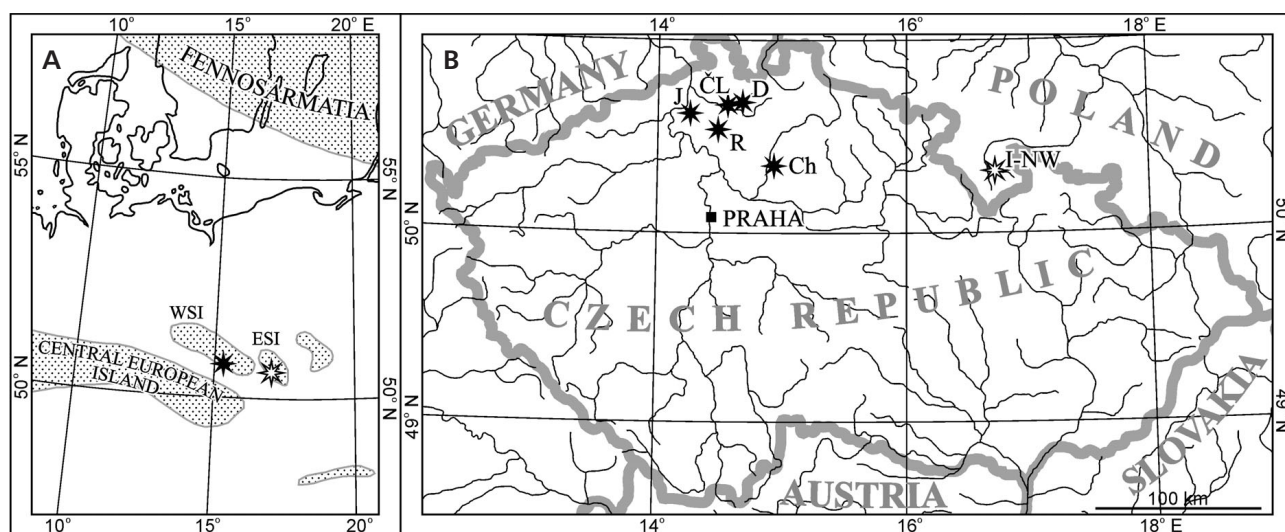 10°
15°
20° E
A
FENNOSARMATIA
55° N
55° N
WSI
ESI
CENTRAL EUROPEAN
ISLAND
50° N
50° N
10°
15°
20° E
14°
16°
18° E
B
GERMANY
POLAND
J
ČL
D
R
Ch
I-NW
PRAHA
50° N
50° N
CZECH REPUBLIC
49° N
49° N
SLOVAKIA
AUSTRIA
100 km
14°
16°
18° E